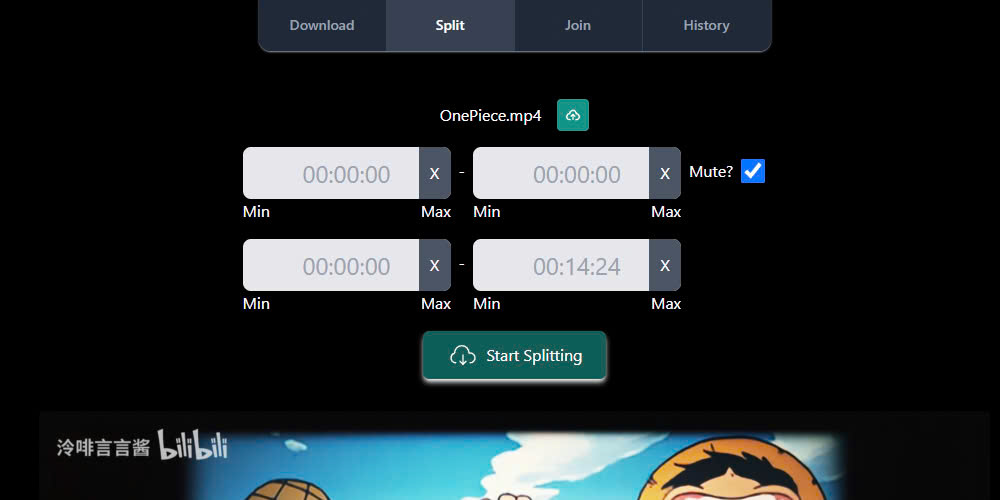 Download Split Join History
OnePiece.mp4
00:00:00 X - 00:00:00 X Mute?
Min Max Min Max
00:00:00 X - 00:14:24 X
Min Max Min Max
Start Splitting
泠啡言言酱 bilibili